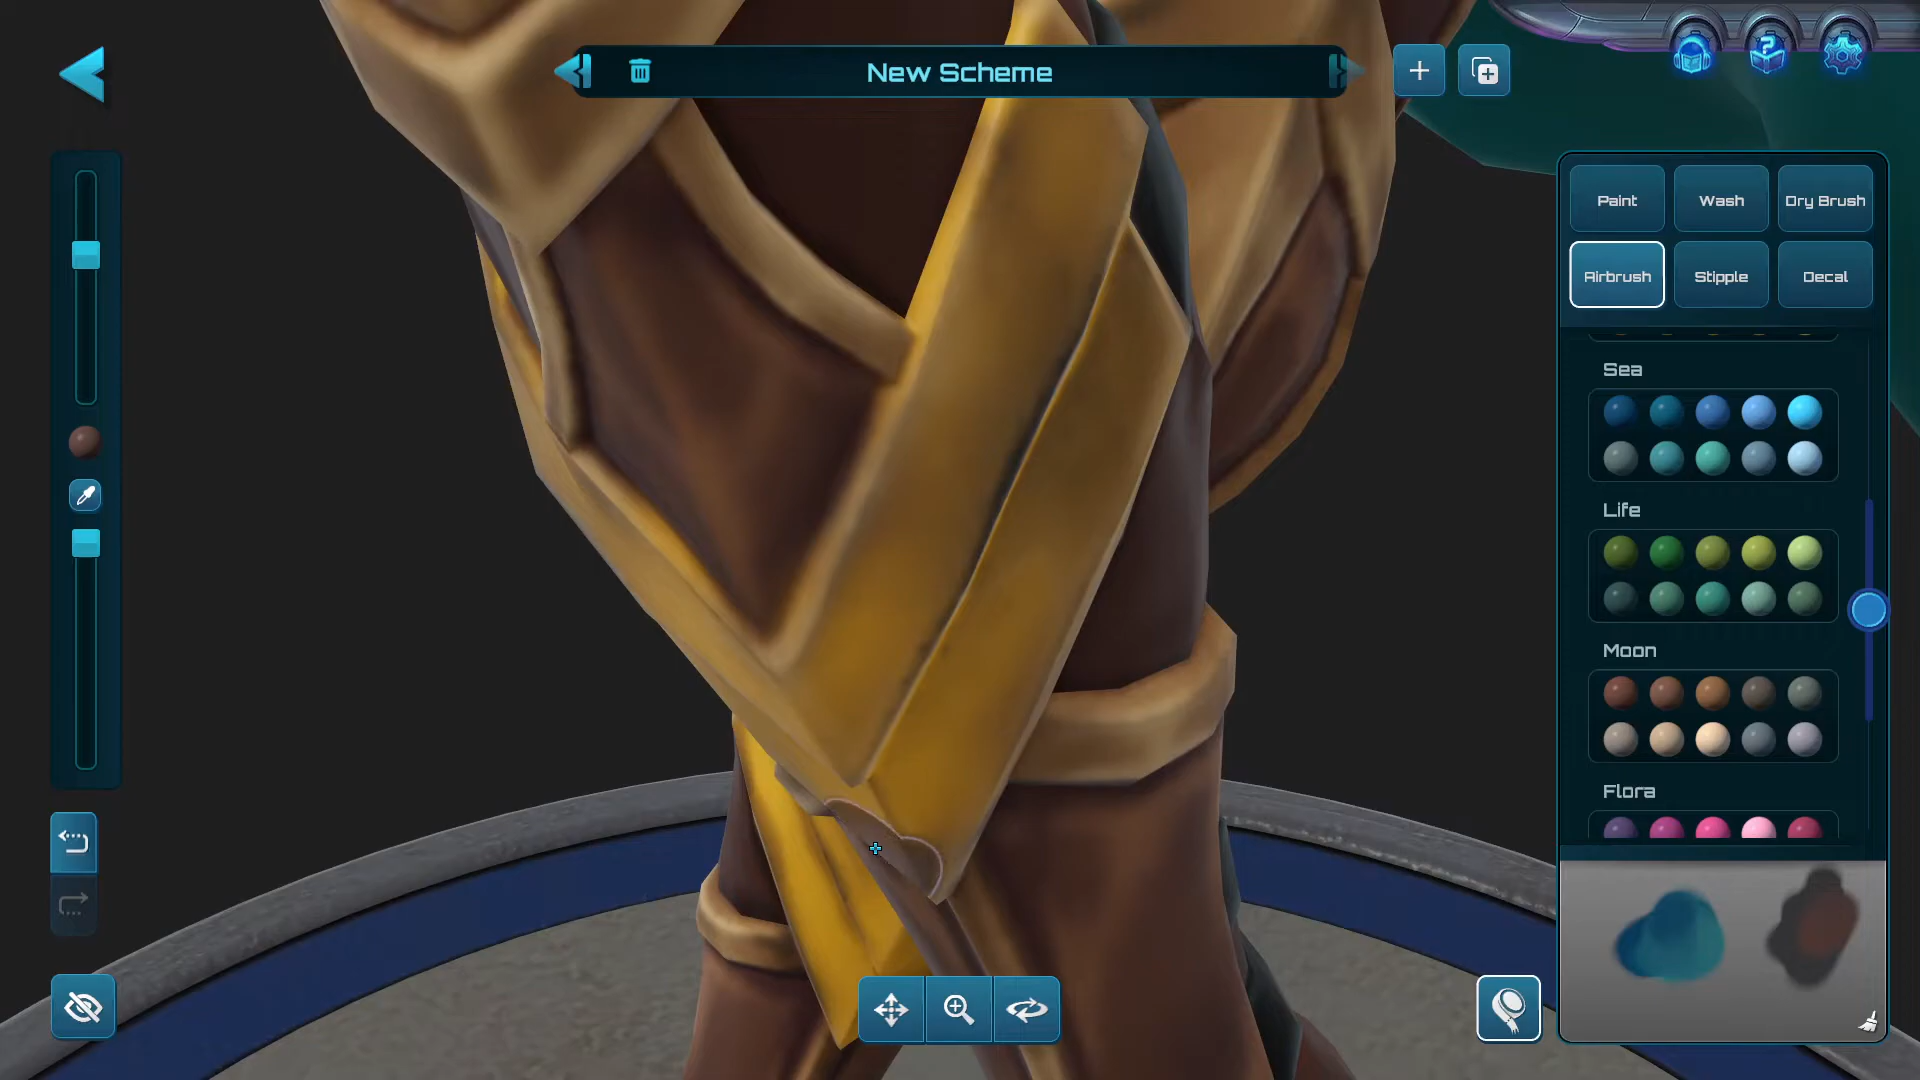 New Scheme
Paint
Wash
Dry Brush
Airbrush
Stipple
Decal
Sea
Life
Moon
Flora